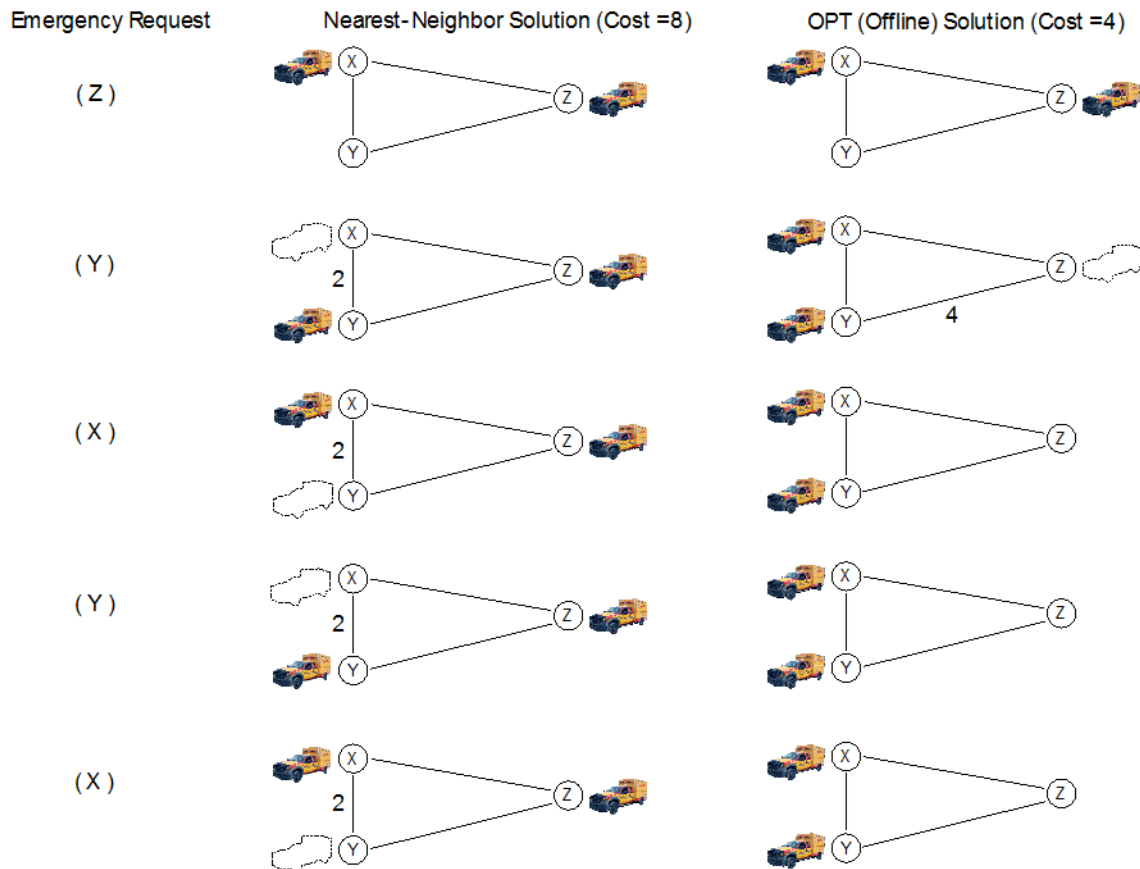 Emergency Request
Nearest-Neighbor Solution (Cost =8)
OPT (Offline) Solution (Cost =4)
( Z )
X
Z
Y
X
Z
Y
( Y )
X
2
Z
Y
X
Z
Y
4
( X )
X
2
Z
Y
X
Z
Y
( Y )
X
2
Z
Y
X
Z
Y
( X )
X
2
Z
Y
X
Z
Y